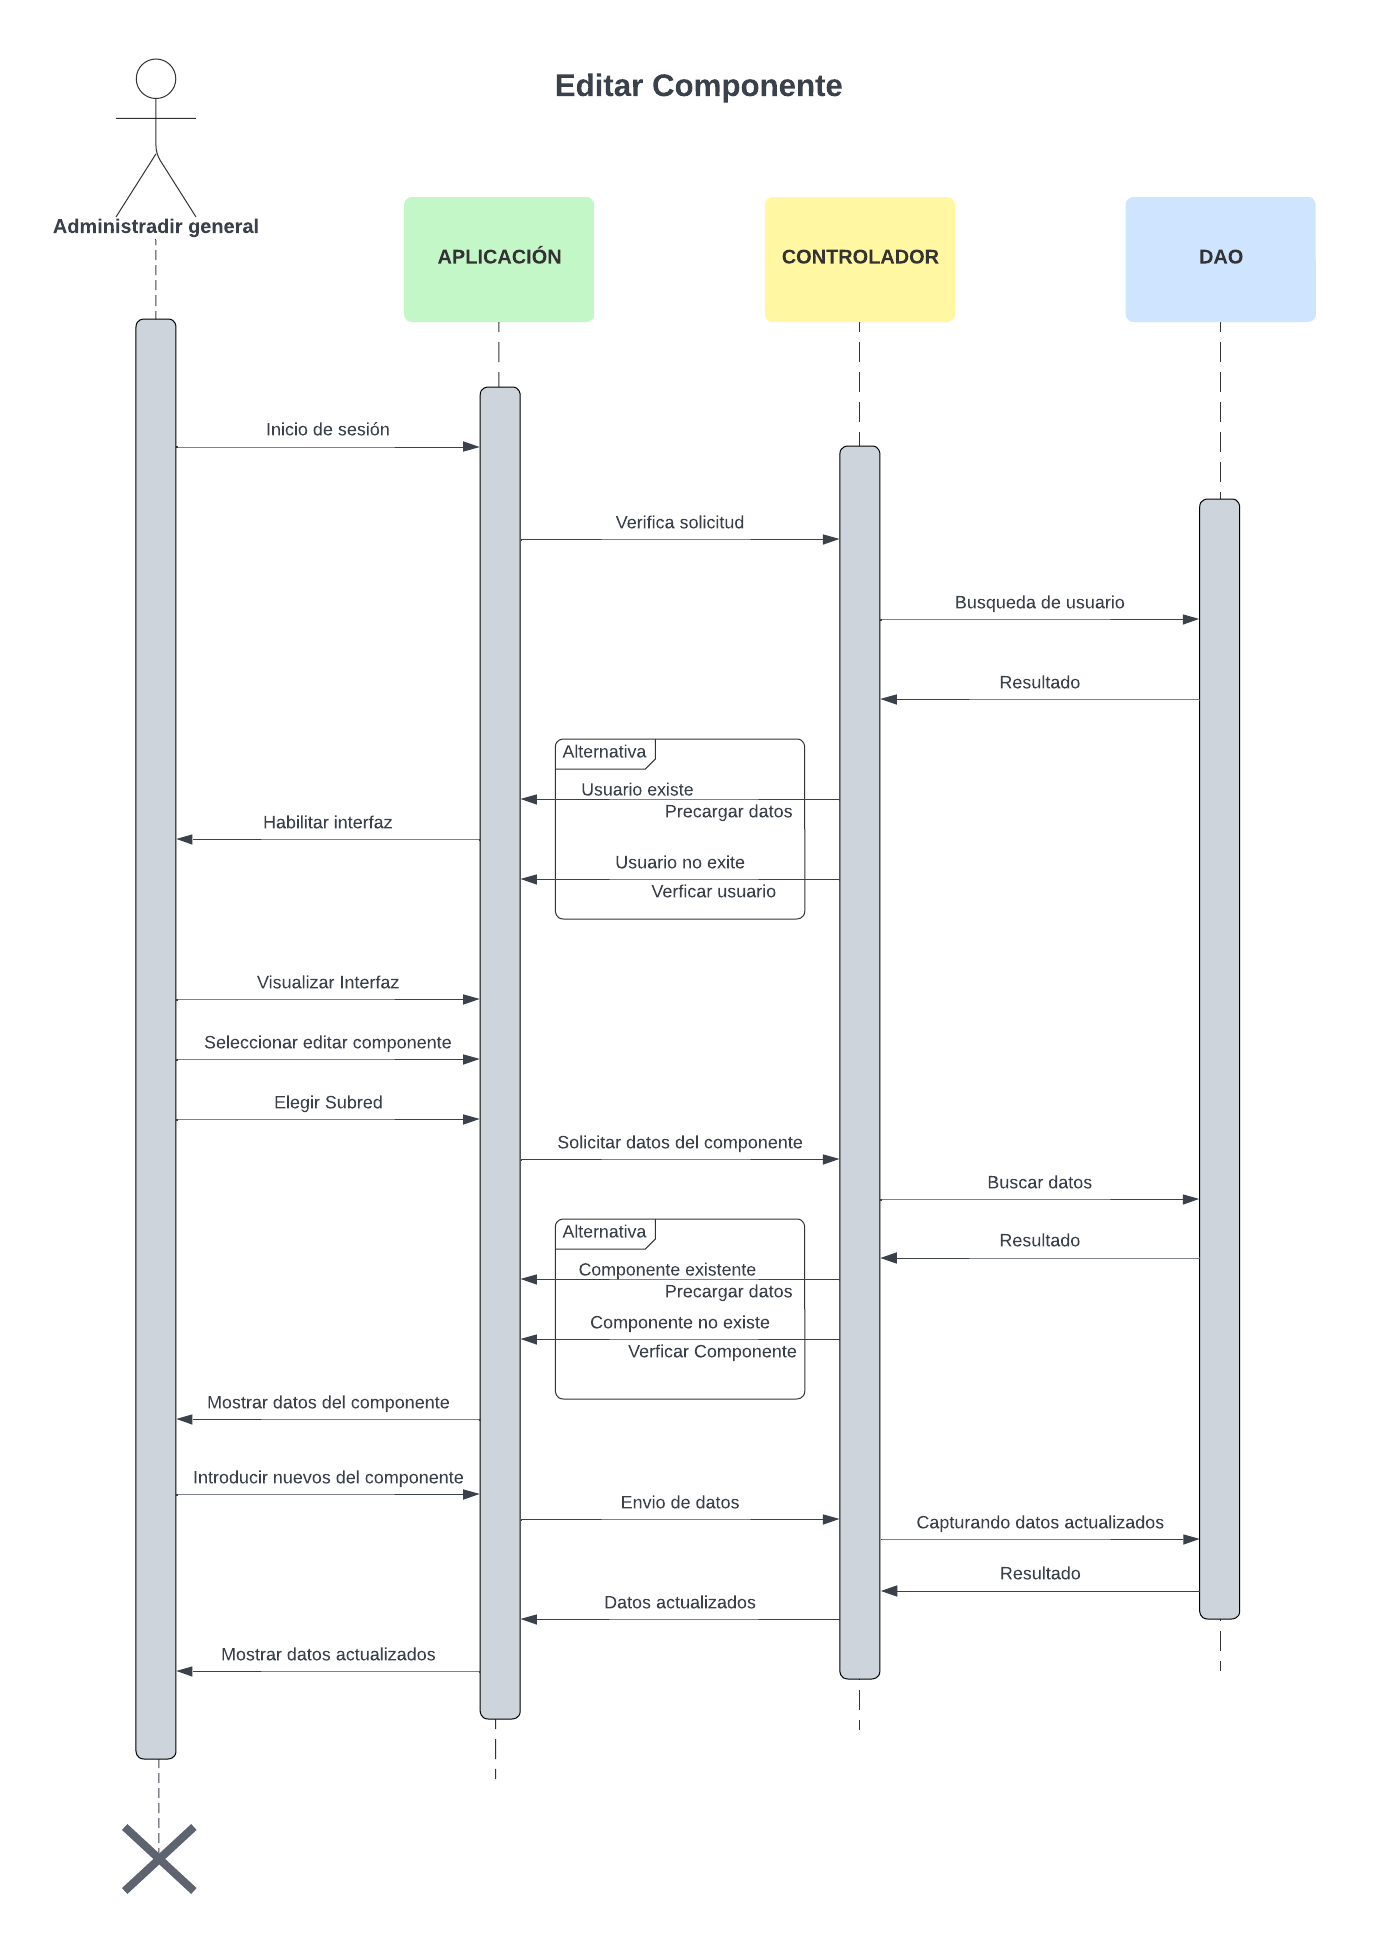 Editar Componente
Administradir general
APLICACIÓN
CONTROLADOR
DAO
Inicio de sesión
Verifica solicitud
Busqueda de usuario
Resultado
Alternativa
Usuario existe
Precargar datos
Habilitar interfaz
Usuario no exite
Verficar usuario
Visualizar Interfaz
Seleccionar editar componente
Elegir Subred
Solicitar datos del componente
Buscar datos
Alternativa
Resultado
Componente existente
Precargar datos
Componente no existe
Verficar Componente
Mostrar datos del componente
Introducir nuevos del componente
Envio de datos
Capturando datos actualizados
Resultado
Datos actualizados
Mostrar datos actualizados